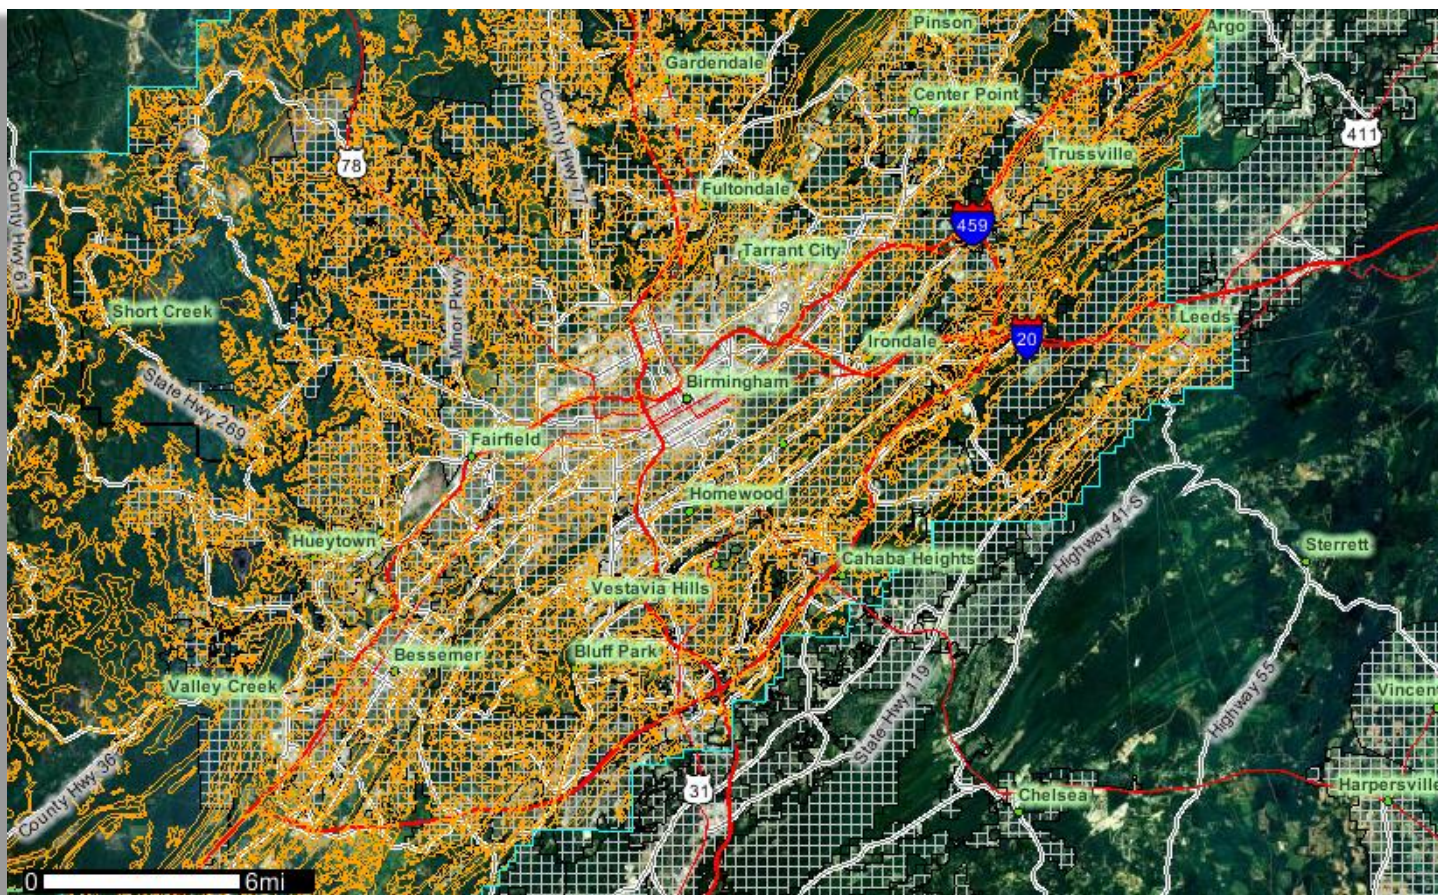 Pinson
Argo
Gardendale
Center Point
County Hwy 77
411
78
Trussville
County Hwy 61
Fultondale
459
Tarrant City
Short Creek
Minor Pkwy
Leeds
Irondale
20
Birmingham
State Hwy 269
Fairfield
Homewood
Highway 41 S
Hueytown
Sterrett
Cahaba Heights
Vestavia Hills
Bluff Park
Bessemer
Valley Creek
Vincent
State Hwy 119
Highway 55
County Hwy 36
31
Chelsea
Harpersville
0 6mi